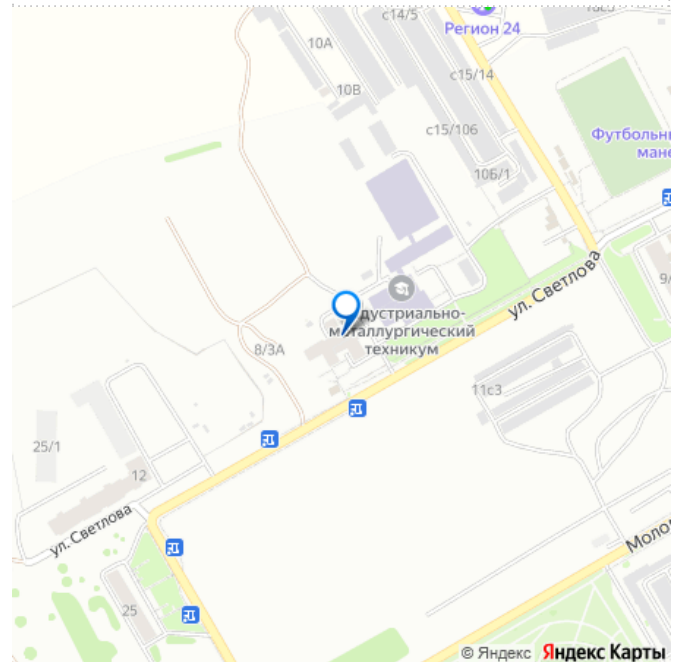 с14/5
Регион 24
10А
с15/14
10В
с15/106
Футбольн
мане
10Б/1
ул. Светлова
9/
дустриально-
металлургический
техникум
8/3А
11с3
25/1
12
ул. Светлова
Моло
25
© Яндекс Яндекс Карты